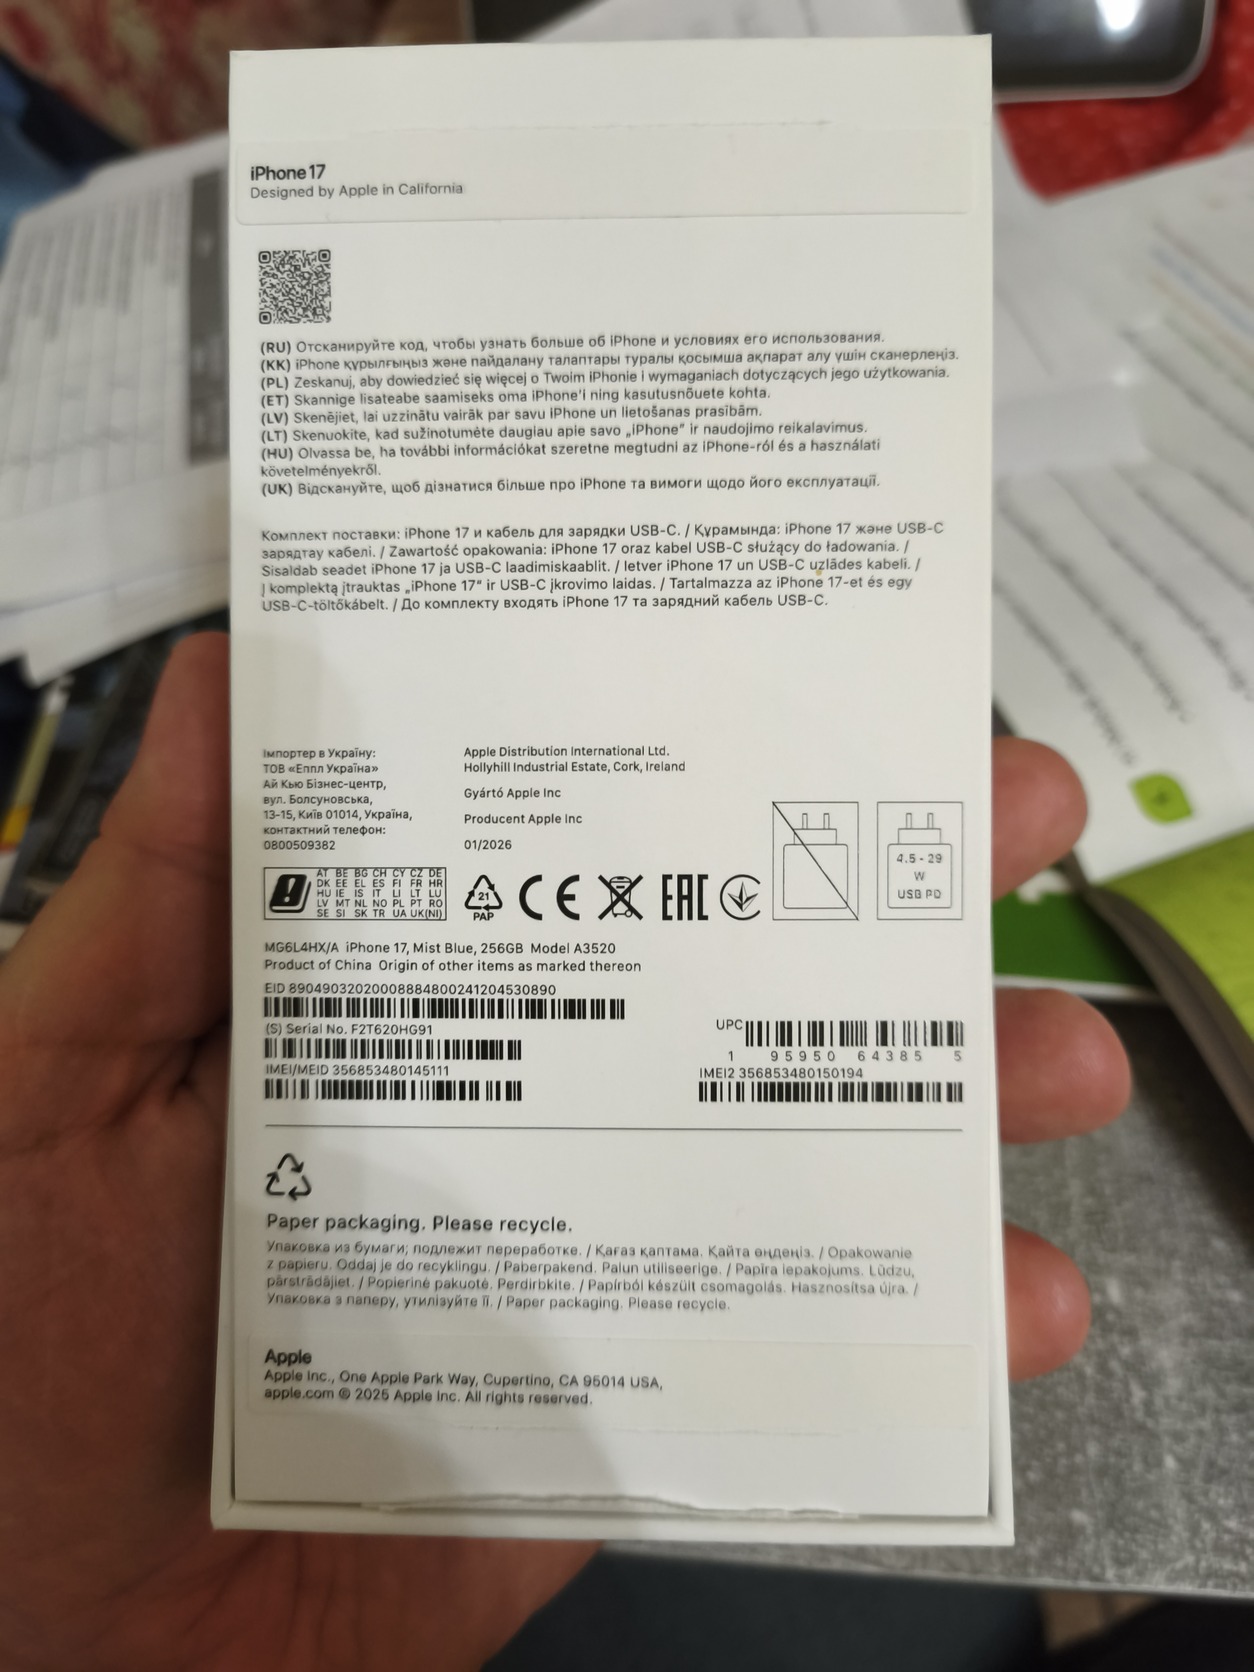 iPhone 17
Designed by Apple in California
(RU) Отсканируйте код, чтобы узнать больше об iPhone и условиях его использования.
(KK) iPhone құрылғыңыз және пайдалану талаптары туралы қосымша ақпарат алу үшін сканерлеңіз.
(PL) Zeskanuj, aby dowiedzieć się więcej o Twoim iPhonie i wymaganiach dotyczących jego użytkowania.
(ET) Skannige lisateabe saamiseks oma iPhone'i ning kasutusnõuete kohta.
(LV) Skenējiet, lai uzzinātu vairāk par savu iPhone un lietošanas prasībām.
(LT) Skenuokite, kad sužinotumėte daugiau apie savo „iPhone" ir naudojimo reikalavimus.
(HU) Olvassa be, ha további információkat szeretne megtudni az iPhone-ról és a használati
követelményekről.
(UK) Відскануйте, щоб дізнатися більше про iPhone та вимоги щодо його експлуатації.
Комплект поставки: iPhone 17 и кабель для зарядки USB-C. / Құрамында: iPhone 17 және USB-C
зарядтау кабелі. / Zawartość opakowania: iPhone 17 oraz kabel USB-C służący do ładowania. /
Sisaldab seadet iPhone 17 ja USB-C laadimiskaablit. / Ietver iPhone 17 un USB-C uzlādes kabeli. /
Į komplektą įtrauktas „iPhone 17" ir USB-C įkrovimo laidas. / Tartalmazza az iPhone 17-et és egy
USB-C-töltőkábelt. / До комплекту входять iPhone 17 та зарядний кабель USB-C.
Імпортер в Україну:
ТОВ «Еппл Україна»
Ай Кью Бізнес-центр,
вул. Болсуновська,
13-15, Київ 01014, Україна,
контактний телефон:
0800509382
Apple Distribution International Ltd.
Hollyhill Industrial Estate, Cork, Ireland
Gyártó Apple Inc
Producent Apple Inc
01/2026
4.5 - 29
W
USB PD
AT BE BG CH CY CZ DE
DK EE EL ES FI FR HR
HU IE IS IT LI LT LU
LV MT NL NO PL PT RO
SE SI SK TR UA UK(NI)
21
PAP
CE
EAC
MG6L4HX/A iPhone 17, Mist Blue, 256GB Model A3520
Product of China Origin of other items as marked thereon
EID 89049032020008884800241204530890
(S) Serial No. F2T620HG91
UPC
1 95950 64385 5
IMEI/MEID 356853480145111
IMEI2 356853480150194
Paper packaging. Please recycle.
Упаковка из бумаги; подлежит переработке. / Қағаз қаптама. Қайта өңдеңіз. / Opakowanie
z papieru. Oddaj je do recyklingu. / Paberpakend. Palun utiliseerige. / Papīra iepakojums. Lūdzu,
pārstrādājiet. / Popierinė pakuotė. Perdirbkite. / Papírból készült csomagolás. Hasznosítsa újra. /
Упаковка з паперу, утилізуйте її. / Paper packaging. Please recycle.
Apple
Apple Inc., One Apple Park Way, Cupertino, CA 95014 USA,
apple.com © 2025 Apple Inc. All rights reserved.